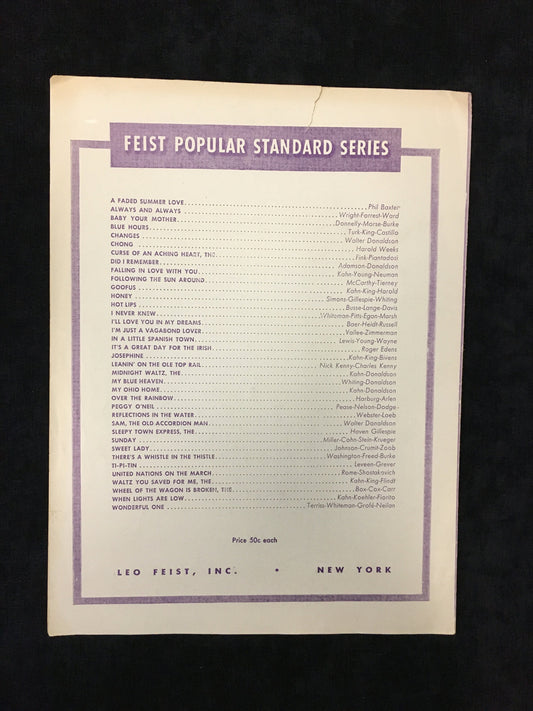 FEIST POPULAR STANDARD SERIES
A FADED SUMMER LOVE Phil Baxter
ALWAYS AND ALWAYS Wright-Forrest-Ward
BABY YOUR MOTHER Donnelly-Morse-Burke
BLUE HOURS Turk-King-Castillo
CHANGES Walter Donaldson
CHONG Harold Weeks
CURSE OF AN ACHING HEART, THE Fink-Piantadosi
DID I REMEMBER Adamson-Donaldson
FALLING IN LOVE WITH YOU Kahn-Young-Neuman
FOLLOWING THE SUN AROUND McCarthy-Tierney
GOOFUS Kahn-King-Harold
HONEY Simons-Gillespie-Whiting
HOT LIPS Busse-Lange-Davis
I NEVER KNEW Whiteman-Pitts-Egan-Marsh
I'LL LOVE YOU IN MY DREAMS Baer-Heidt-Russell
I'M JUST A VAGABOND LOVER Vallee-Zimmerman
IN A LITTLE SPANISH TOWN Lewis-Young-Wayne
IT'S A GREAT DAY FOR THE IRISH Roger Edens
JOSEPHINE Kahn-King-Bivens
LEANIN' ON THE OLE TOP RAIL Nick Kenny-Charles Kenny
MIDNIGHT WALTZ, THE Kahn-Donaldson
MY BLUE HEAVEN Whiting-Donaldson
MY OHIO HOME Kahn-Donaldson
OVER THE RAINBOW Harburg-Arlen
PEGGY O'NEIL Pease-Nelson-Dodge
REFLECTIONS IN THE WATER Webster-Loeb
SAM, THE OLD ACCORDION MAN Walter Donaldson
SLEEPY TOWN EXPRESS, THE Haven Gillespie
SUNDAY Miller-Cohn-Stein-Krueger
SWEET LADY Johnson-Crumit-Zoob
THERE'S A WHISTLE IN THE THISTLE Washington-Freed-Burke
TI-PI-TIN Leveen-Grever
UNITED NATIONS ON THE MARCH Rome-Shostakovich
WALTZ YOU SAVED FOR ME, THE Kahn-King-Flindt
WHEEL OF THE WAGON IS BROKEN, THE Box-Cox-Carr
WHEN LIGHTS ARE LOW Kahn-Koehler-Fiorito
WONDERFUL ONE Terriss-Whiteman-Grofé-Neilan
Price 50c each
LEO FEIST, INC. • NEW YORK